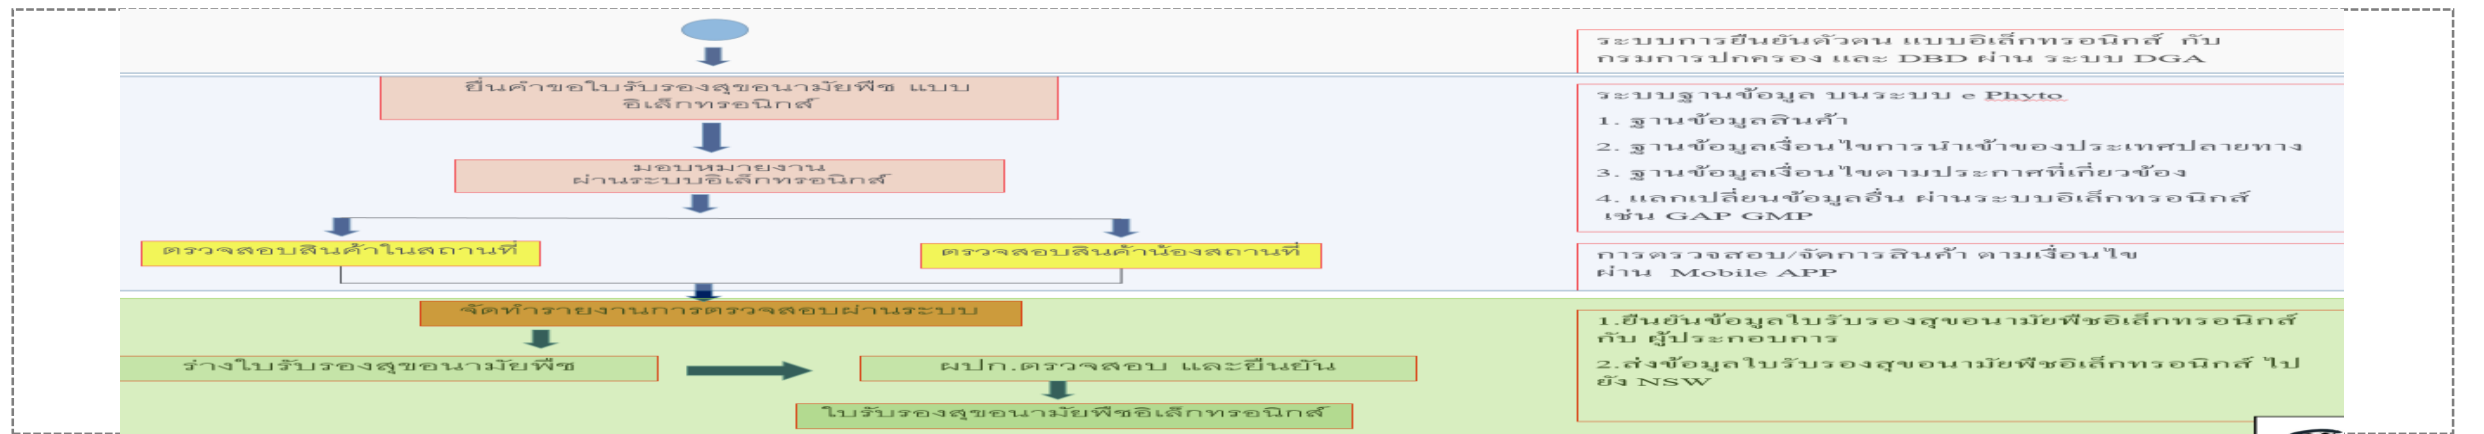 ระบบการยืนยันตัวตน แบบอิเล็กทรอนิกส์ กับ
กรมการปกครอง และ DBD ผ่าน ระบบ DGA
ยื่นคำขอใบรับรองสุขอนามัยพืช แบบ
อิเล็กทรอนิกส์
ระบบฐานข้อมูล บนระบบ e Phyto
1. ฐานข้อมูลสินค้า
2. ฐานข้อมูลเงื่อนไขการนำเข้าของประเทศปลายทาง
3. ฐานข้อมูลเงื่อนไขตามประกาศที่เกี่ยวข้อง
4. แลกเปลี่ยนข้อมูลอื่น ผ่านระบบอิเล็กทรอนิกส์
เช่น GAP GMP
มอบหมายงาน
ผ่านระบบอิเล็กทรอนิกส์
ตรวจสอบสินค้าในสถานที่
ตรวจสอบสินค้าน้องสถานที่
การตรวจสอบ/จัดการสินค้า ตามเงื่อนไข
ผ่าน Mobile APP
จัดทำรายงานการตรวจสอบผ่านระบบ
ร่างใบรับรองสุขอนามัยพืช
ผปก.ตรวจสอบ และยืนยัน
ใบรับรองสุขอนามัยพืชอิเล็กทรอนิกส์
1.ยืนยันข้อมูลใบรับรองสุขอนามัยพืชอิเล็กทรอนิกส์
กับ ผู้ประกอบการ
2.ส่งข้อมูลใบรับรองสุขอนามัยพืชอิเล็กทรอนิกส์ ไป
ยัง NSW